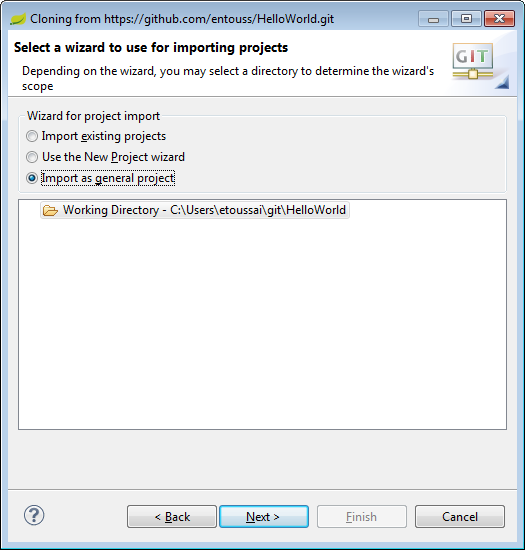 Cloning from https://github.com/entouss/HelloWorld.git
Select a wizard to use for importing projects
Depending on the wizard, you may select a directory to determine the wizard's
scope
GIT
Wizard for project import
Import existing projects
Use the New Project wizard
Import as general project
Working Directory - C:\Users\etoussai\git\HelloWorld
?
< Back
Next >
Finish
Cancel